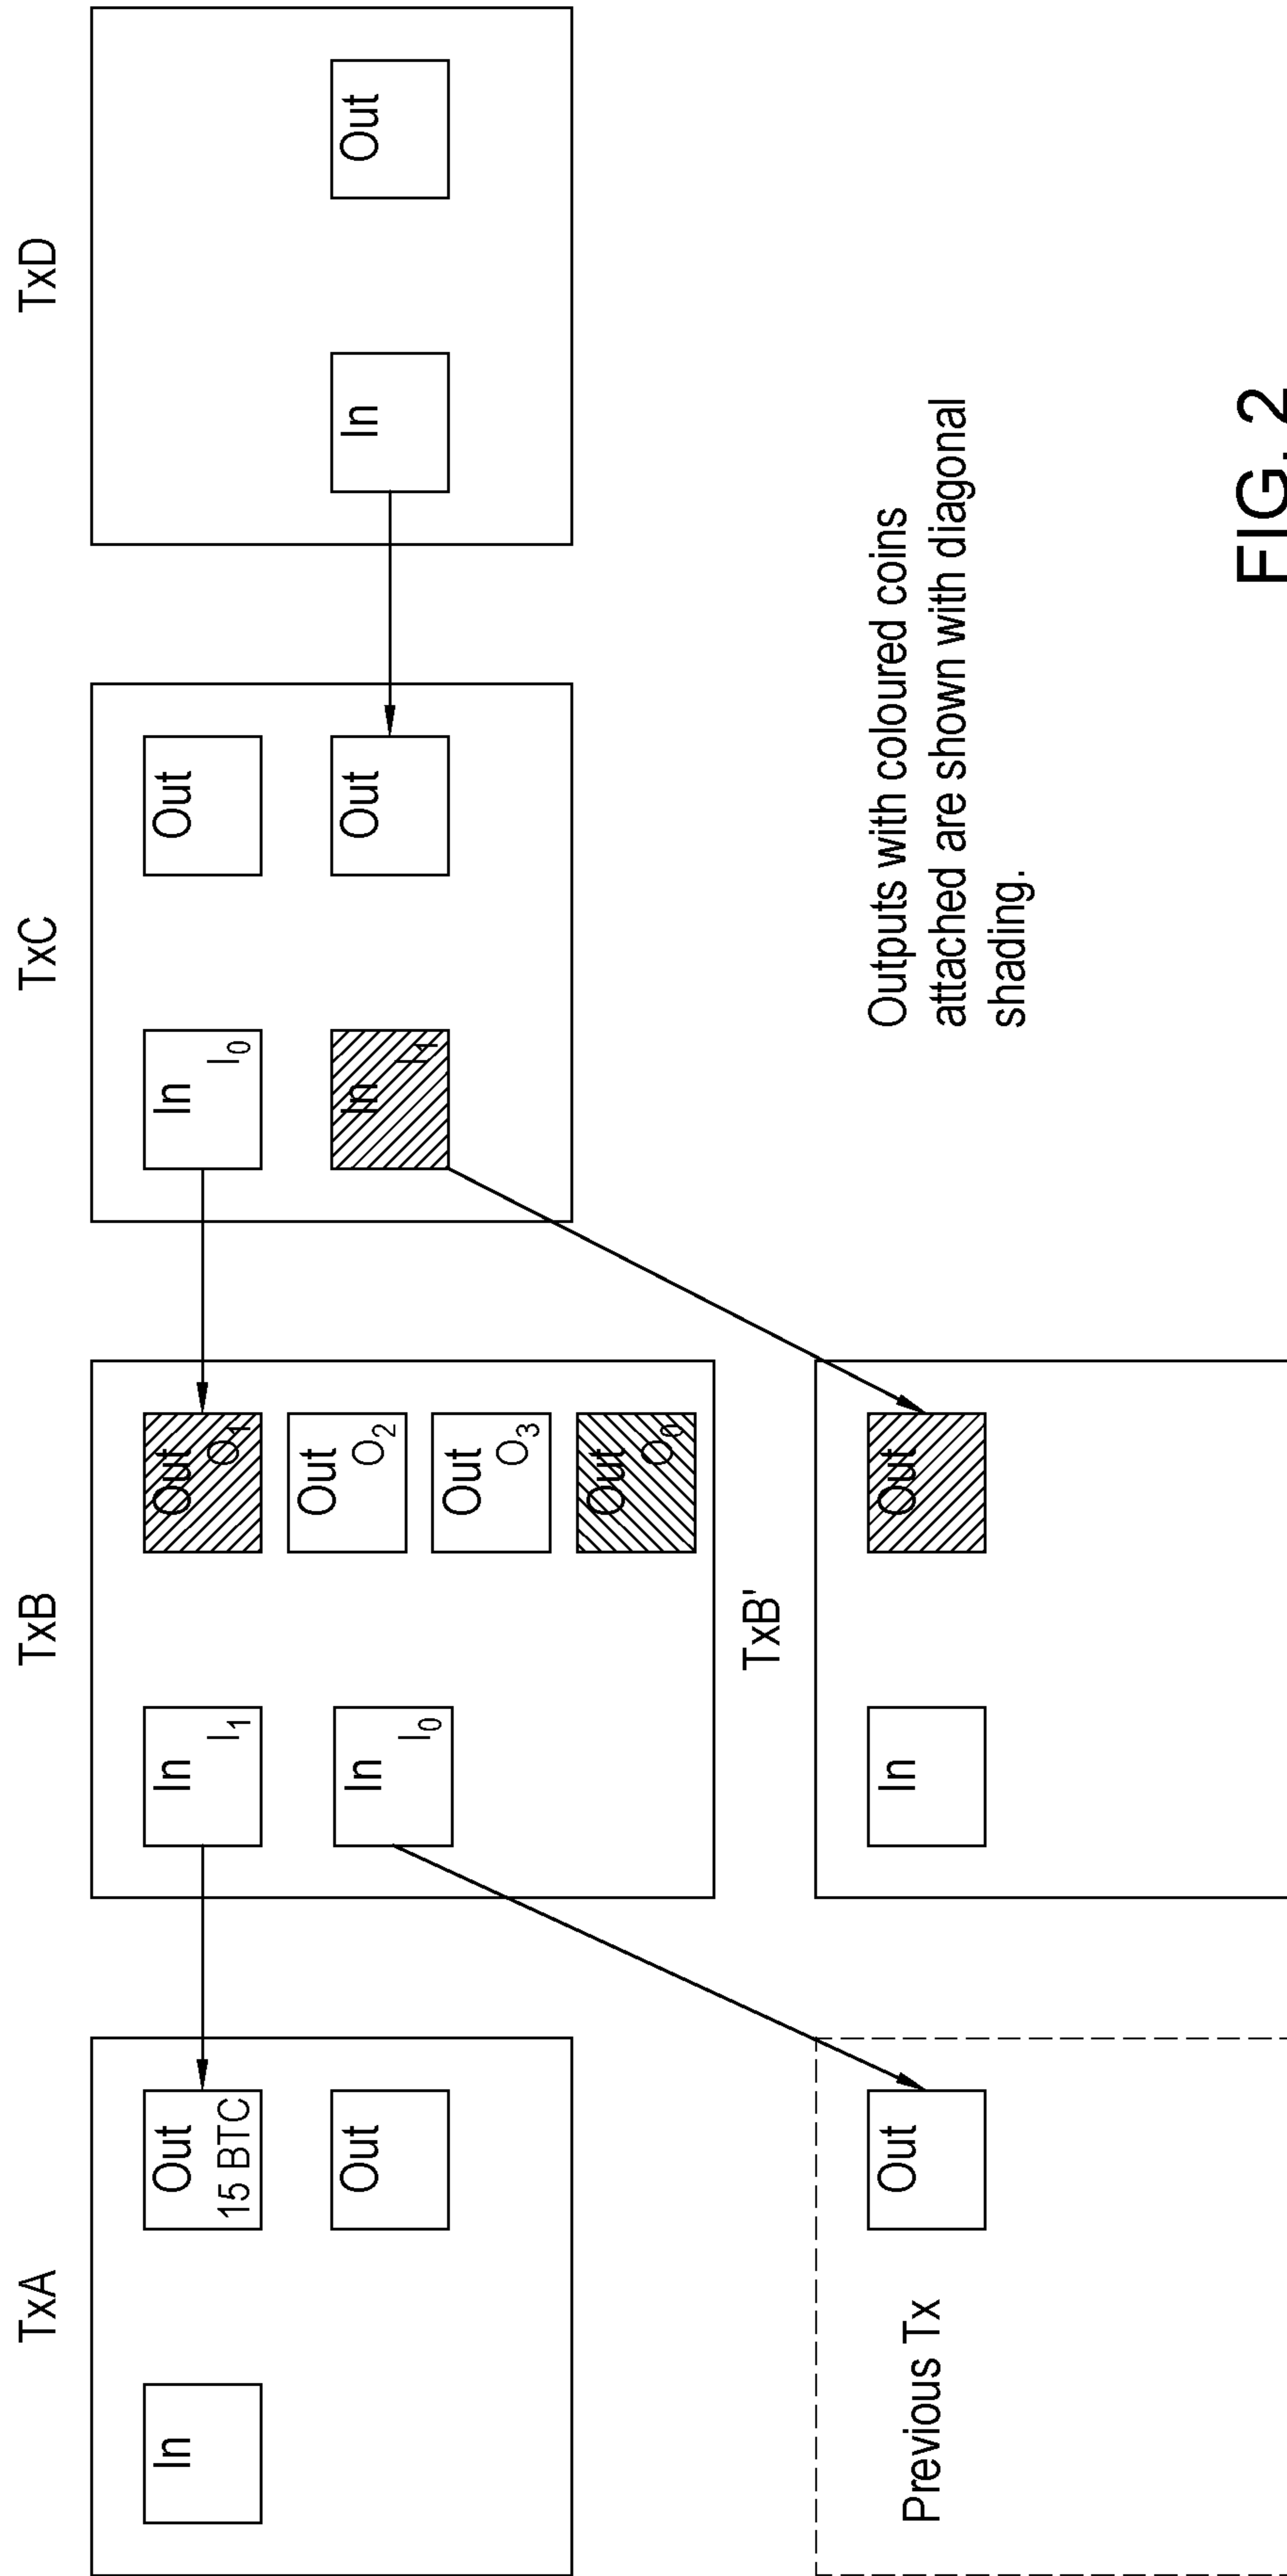 TxA
In
Out
15 BTC
Out
Previous Tx
Out
TxB
In
I₁
In
I₀
Out
O₁
Out
O₂
Out
O₃
Out
O₀
TxB'
In
Out
TxC
In
I₀
In
I₁
Out
Out
TxD
In
Out
Outputs with coloured coins
attached are shown with diagonal
shading.
FIG. 2